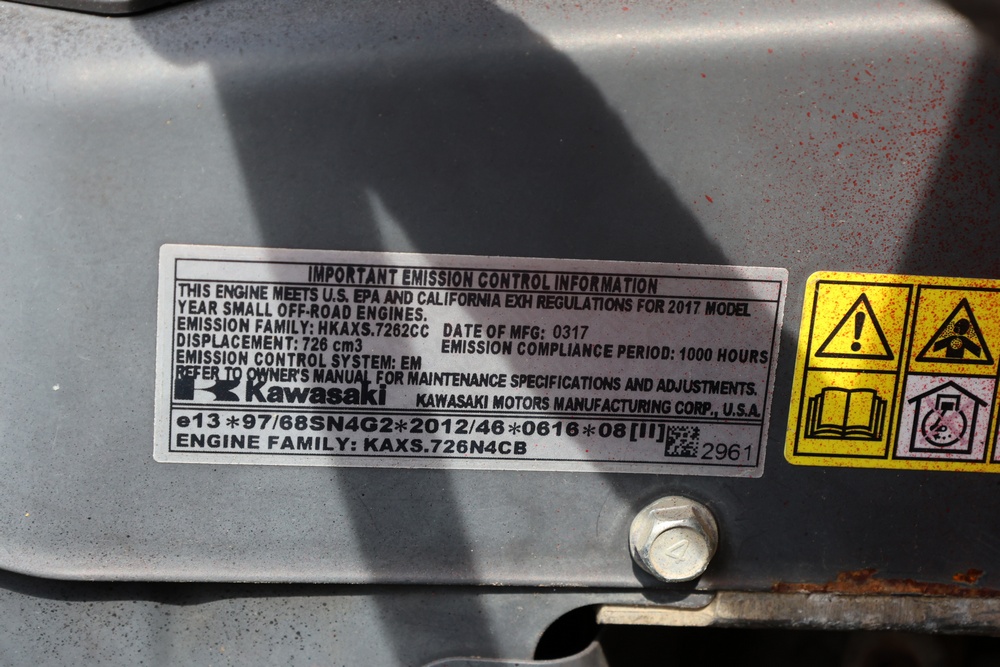 IMPORTANT EMISSION CONTROL INFORMATION
THIS ENGINE MEETS U.S. EPA AND CALIFORNIA EXH REGULATIONS FOR 2017 MODEL
YEAR SMALL OFF-ROAD ENGINES.
EMISSION FAMILY: HKAXS.7262CC DATE OF MFG: 0317
DISPLACEMENT: 726 cm3 EMISSION COMPLIANCE PERIOD: 1000 HOURS
EMISSION CONTROL SYSTEM: EM
REFER TO OWNER'S MANUAL FOR MAINTENANCE SPECIFICATIONS AND ADJUSTMENTS.
Kawasaki KAWASAKI MOTORS MANUFACTURING CORP., U.S.A.
e13*97/68SN4G2*2012/46*0616*08[II]
ENGINE FAMILY: KAXS.726N4CB 2961